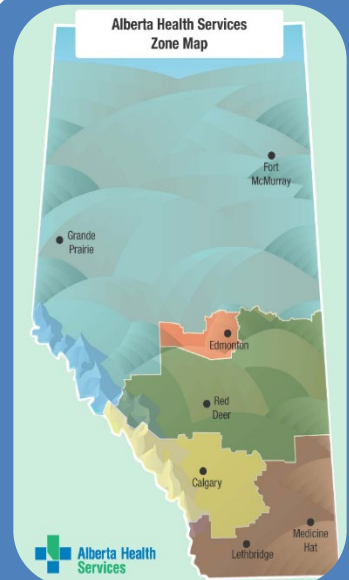 Alberta Health Services
Zone Map
Fort
McMurray
Grande
Prairie
Edmonton
Red
Deer
Calgary
Medicine
Hat
Lethbridge
Alberta Health
Services